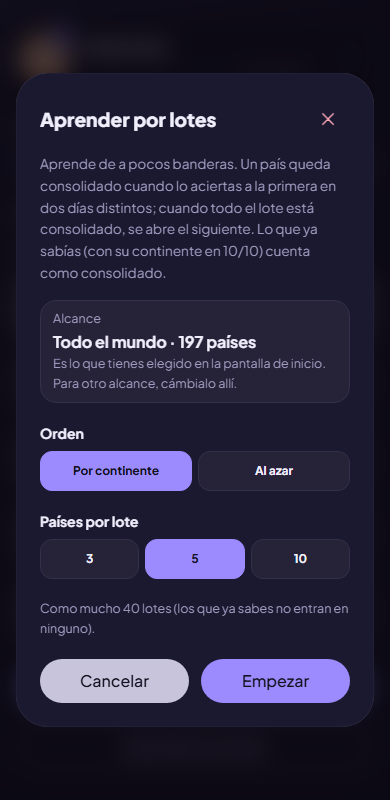 Aprender por lotes
Aprende de a pocos banderas. Un país queda
consolidado cuando lo aciertas a la primera en
dos días distintos; cuando todo el lote está
consolidado, se abre el siguiente. Lo que ya
sabías (con su continente en 10/10) cuenta
como consolidado.
Alcance
Todo el mundo · 197 países
Es lo que tienes elegido en la pantalla de inicio.
Para otro alcance, cámbialo allí.
Orden
Por continente
Al azar
Países por lote
3
5
10
Como mucho 40 lotes (los que ya sabes no entran en
ninguno).
Cancelar
Empezar